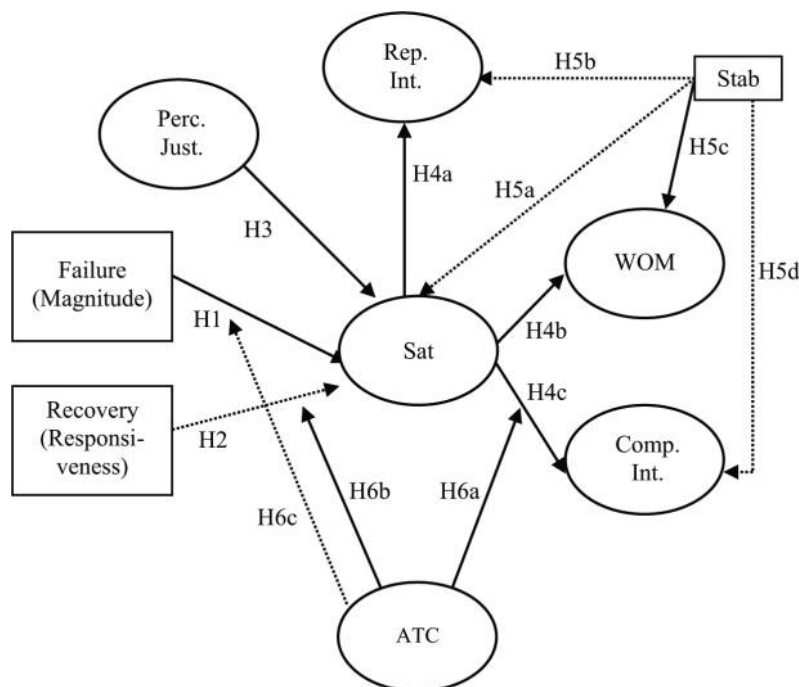 Rep.
Int.
H5b
Stab
Perc.
Just.
H4a
H5c
H5a
H3
Failure
(Magnitude)
WOM
H5d
H1
Sat
H4b
Recovery
(Responsi-
veness)
H2
H4c
Comp.
Int.
H6b
H6a
H6c
ATC